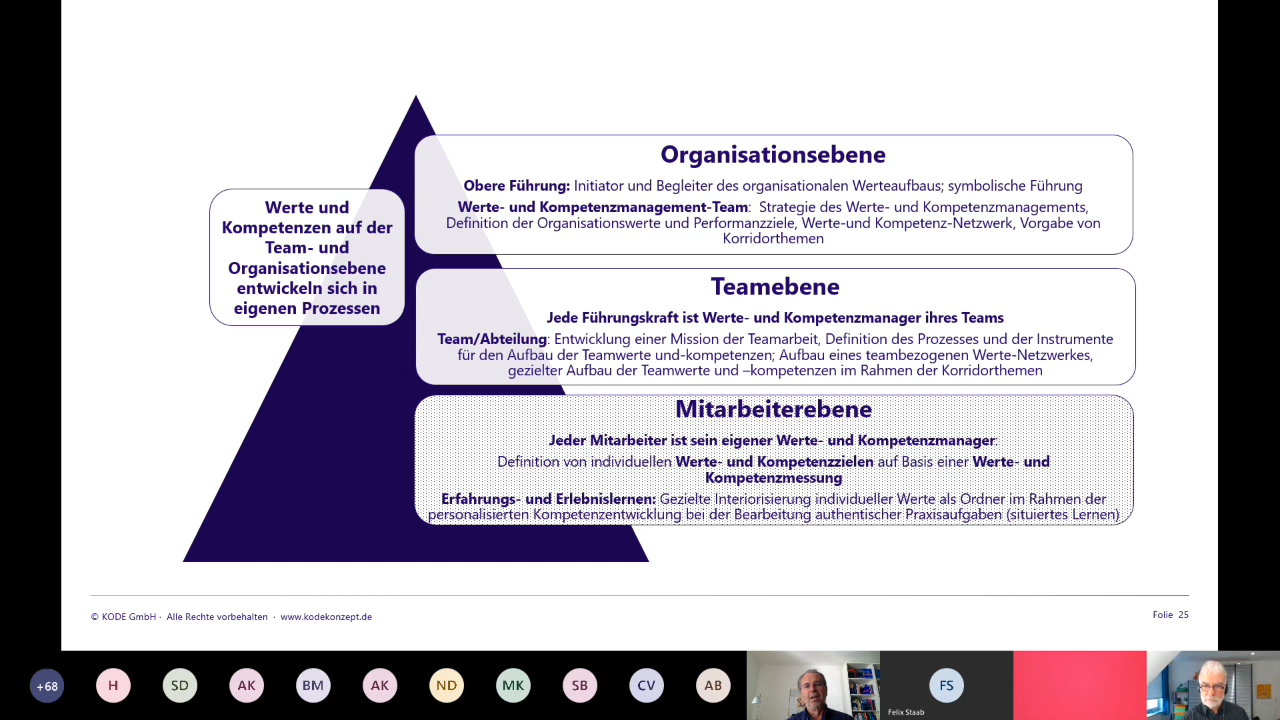 Organisationsebene
Obere Führung: Initiator und Begleiter des organisationalen Werteaufbaus; symbolische Führung
Werte- und Kompetenzmanagement-Team:  Strategie des Werte- und Kompetenzmanagements,
Definition der Organisationswerte und Performanzziele, Werte-und Kompetenz-Netzwerk, Vorgabe von
Korridorthemen
Werte und
Kompetenzen auf der
Team- und
Organisationsebene
entwickeln sich in
eigenen Prozessen
Teamebene
Jede Führungskraft ist Werte- und Kompetenzmanager ihres Teams
Team/Abteilung: Entwicklung einer Mission der Teamarbeit, Definition des Prozesses und der Instrumente
für den Aufbau der Teamwerte und-kompetenzen; Aufbau eines teambezogenen Werte-Netzwerkes,
gezielter Aufbau der Teamwerte und –kompetenzen im Rahmen der Korridorthemen
Mitarbeiterebene
Jeder Mitarbeiter ist sein eigener Werte- und Kompetenzmanager:
Definition von individuellen Werte- und Kompetenzzielen auf Basis einer Werte- und
Kompetenzmessung
Erfahrungs- und Erlebnislernen: Gezielte Interiorisierung individueller Werte als Ordner im Rahmen der
personalisierten Kompetenzentwicklung bei der Bearbeitung authentischer Praxisaufgaben (situiertes Lernen)
© KODE GmbH · Alle Rechte vorbehalten · www.kodekonzept.de
Folie 25
+68 H SD AK BM AK ND MK SB CV AB FS
Felix Staab